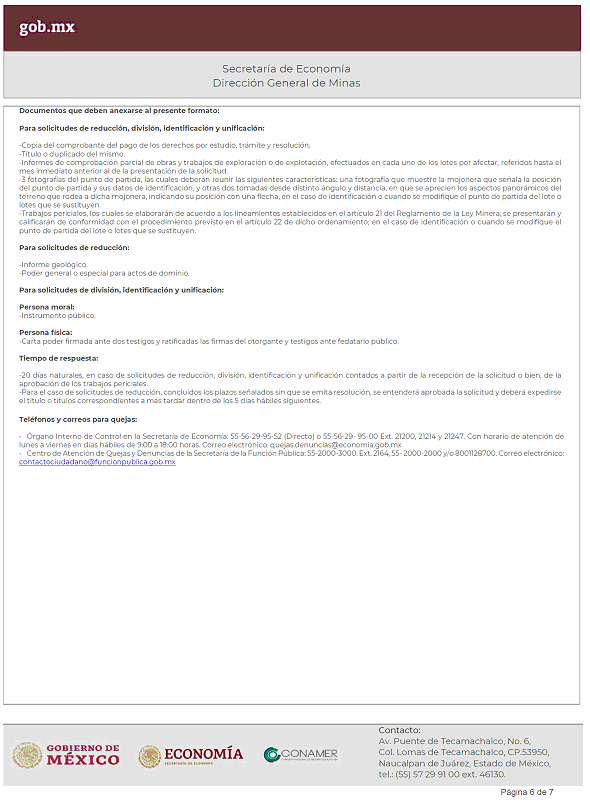 gob.mx
Secretaría de Economía
Dirección General de Minas
Documentos que deben anexarse al presente formato:
Para solicitudes de reducción, división, identificación y unificación:
-Copia del comprobante del pago de los derechos por estudio, trámite y resolución.
-Título o duplicado del mismo.
-Informes de comprobación parcial de obras y trabajos de exploración o de explotación, efectuados en cada uno de los lotes por afectar, referidos hasta el
mes inmediato anterior al de la presentación de la solicitud.
-3 fotografías del punto de partida, las cuales deberán reunir las siguientes características: una fotografía que muestre la mojonera que señala la posición
del punto de partida y sus datos de identificación, y otras dos tomadas desde distinto ángulo y distancia, en que se aprecien los aspectos panorámicos del
terreno que rodea a dicha mojonera, indicando su posición con una flecha, en el caso de identificación o cuando se modifique el punto de partida del lote o
lotes que se sustituyen.
-Trabajos periciales, los cuales se elaborarán de acuerdo a los lineamientos establecidos en el artículo 21 del Reglamento de la Ley Minera, se presentarán y
calificarán de conformidad con el procedimiento previsto en el artículo 22 de dicho ordenamiento; en el caso de identificación o cuando se modifique el
punto de partida del lote o lotes que se sustituyen.
Para solicitudes de reducción:
-Informe geológico.
-Poder general o especial para actos de dominio.
Para solicitudes de división, identificación y unificación:
Persona moral:
-Instrumento público.
Persona física:
-Carta poder firmada ante dos testigos y ratificadas las firmas del otorgante y testigos ante fedatario público.
Tiempo de respuesta:
-20 días naturales, en caso de solicitudes de reducción, división, identificación y unificación contados a partir de la recepción de la solicitud o bien, de la
aprobación de los trabajos periciales.
-Para el caso de solicitudes de reducción, concluidos los plazos señalados sin que se emita resolución, se entenderá aprobada la solicitud y deberá expedirse
el título o títulos correspondientes a más tardar dentro de los 5 días hábiles siguientes.
Teléfonos y correos para quejas:
• Órgano Interno de Control en la Secretaría de Economía: 55-56-29-95-52 (Directo) o 55-56-29- 95-00 Ext. 21200, 21214 y 21247. Con horario de atención de
lunes a viernes en días hábiles de 9:00 a 18:00 horas. Correo electrónico: quejas.denuncias@economia.gob.mx
• Centro de Atención de Quejas y Denuncias de la Secretaría de la Función Pública: 55-2000-3000. Ext. 2164, 55- 2000-2000 y/o 8001128700. Correo electrónico:
contactociudadano@funcionpublica.gob.mx
GOBIERNO DE
MÉXICO
ECONOMÍA
SECRETARÍA DE ECONOMÍA
CONAMER
Contacto:
Av. Puente de Tecamachalco, No. 6,
Col. Lomas de Tecamachalco, CP.53950,
Naucalpan de Juárez, Estado de México,
tel.: (55) 57 29 91 00 ext. 46130.
Página 6 de 7